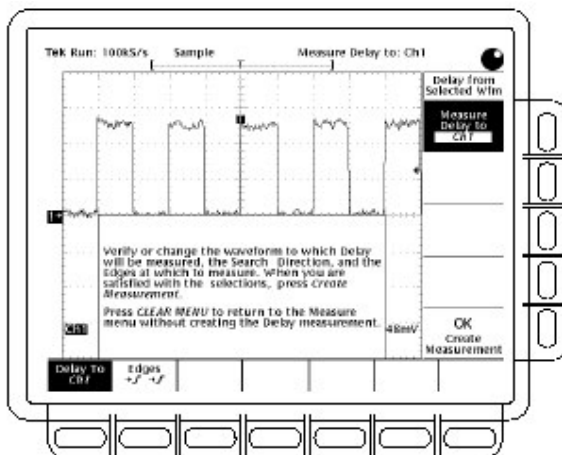 Tek Run: 100kS/s Sample Measure Delay to: Ch1
Delay from
Selected Wfm
Measure
Delay to
Ch1
T
1
Verify or change the waveform to which Delay
will be measured, the Search Direction, and the
Edges at which to measure. When you are
satisfied with the selections, press Create
Measurement.
Press CLEAR MENU to return to the Measure
menu without creating the Delay measurement.
Ch1
48mV
OK
Create
Measurement
Delay To
Ch1
Edges